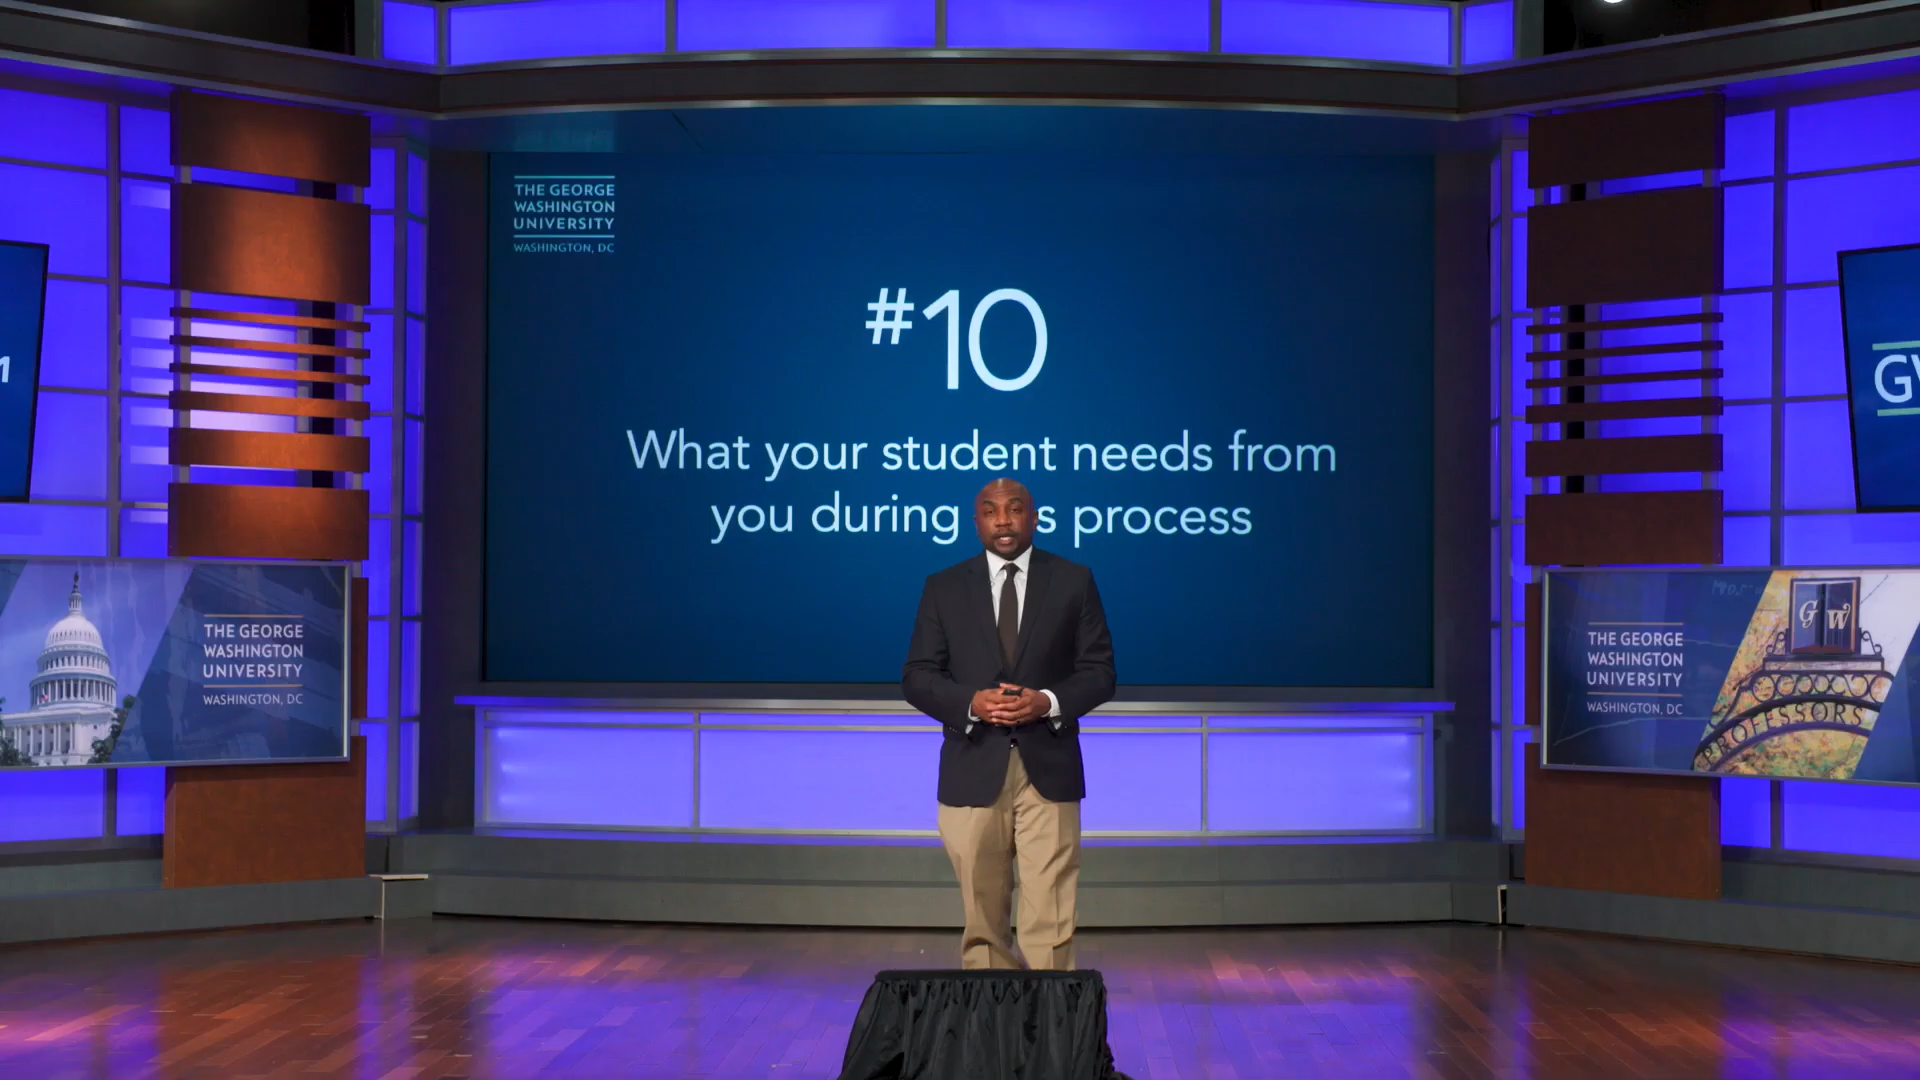 THE GEORGE
WASHINGTON
UNIVERSITY
WASHINGTON, DC
#10
What your student needs from
you during s process
THE GEORGE
WASHINGTON
UNIVERSITY
WASHINGTON, DC
THE GEORGE
WASHINGTON
UNIVERSITY
WASHINGTON, DC
G W
PROFESSORS